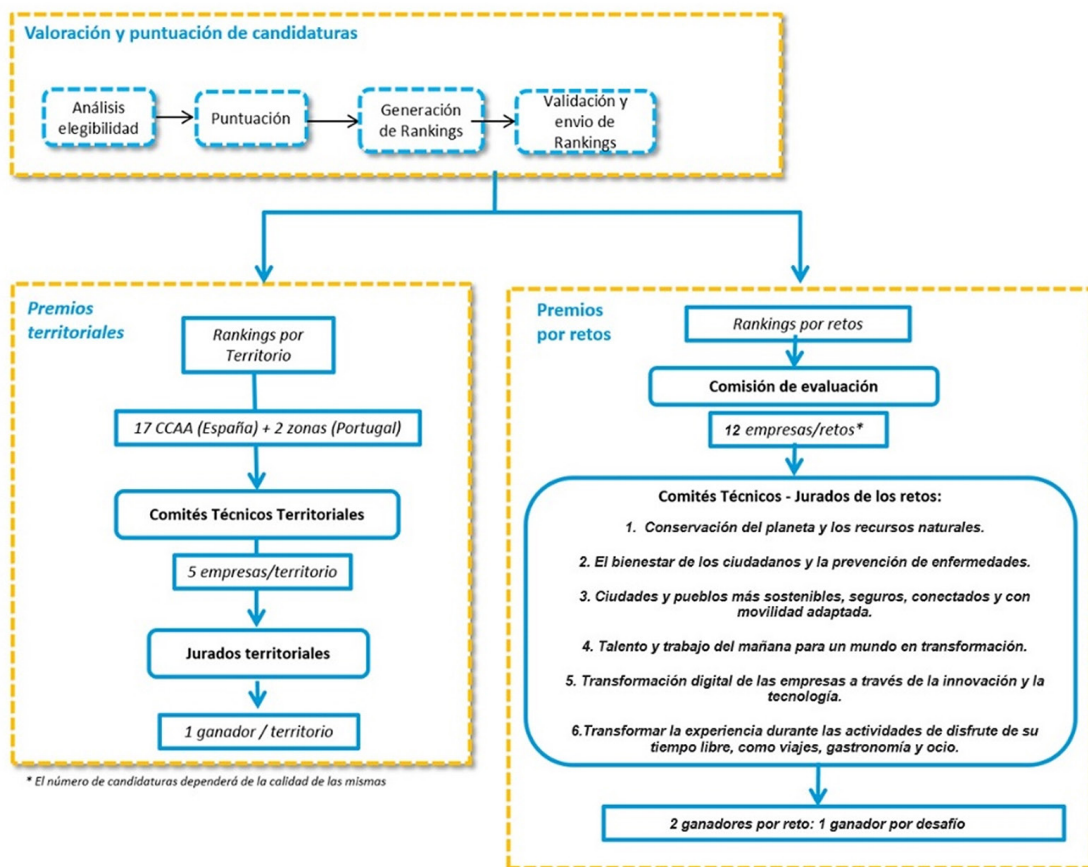 Valoración y puntuación de candidaturas
Análisis
elegibilidad
Puntuación
Generación
de Rankings
Validación y
envio de
Rankings
Premios
territoriales
Rankings por
Territorio
17 CCAA (España) + 2 zonas (Portugal)
Comités Técnicos Territoriales
5 empresas/territorio
Jurados territoriales
1 ganador / territorio
* El número de candidaturas dependerá de la calidad de las mismas
Premios
por retos
Rankings por retos
Comisión de evaluación
12 empresas/retos*
Comités Técnicos - Jurados de los retos:
1. Conservación del planeta y los recursos naturales.
2. El bienestar de los ciudadanos y la prevención de enfermedades.
3. Ciudades y pueblos más sostenibles, seguros, conectados y con
movilidad adaptada.
4. Talento y trabajo del mañana para un mundo en transformación.
5. Transformación digital de las empresas a través de la innovación y la
tecnología.
6.Transformar la experiencia durante las actividades de disfrute de su
tiempo libre, como viajes, gastronomía y ocio.
2 ganadores por reto: 1 ganador por desafío